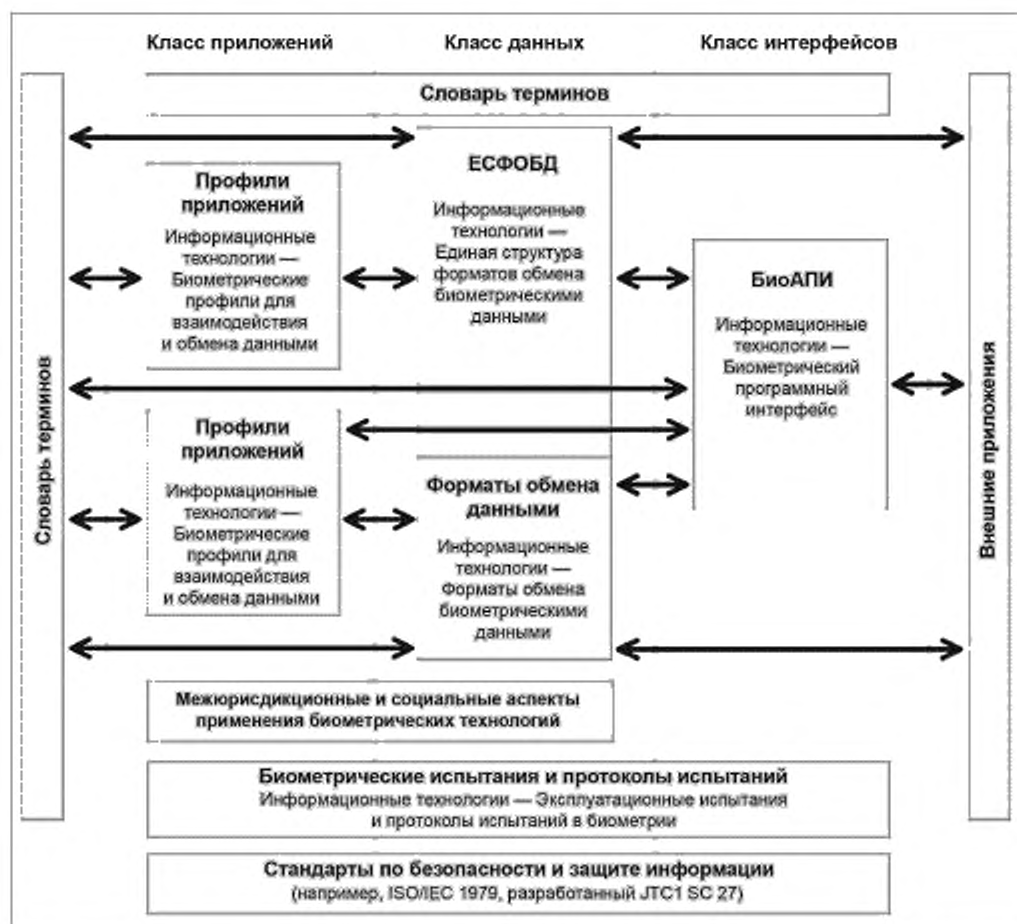 Класс приложений
Класс данных
Класс интерфейсов
Словарь терминов
Словарь терминов
Профили
приложений
Информационные
технологии —
Биометрические
профили для
взаимодействия
и обмена данными
ЕСФОБД
Информационные
технологии —
Единая структура
форматов обмена
биометрическими
данными
БиоАПИ
Информационные
технологии —
Биометрический
программный
интерфейс
Внешние приложения
Профили
приложений
Информационные
технологии —
Биометрические
профили для
взаимодействия
и обмена данными
Форматы обмена
данными
Информационные
технологии —
Форматы обмена
биометрическими
данными
Межюрисдикционные и социальные аспекты
применения биометрических технологий
Биометрические испытания и протоколы испытаний
Информационные технологии — Эксплуатационные испытания
и протоколы испытаний в биометрии
Стандарты по безопасности и защите информации
(например, ISO/IEC 1979, разработанный JTC1 SC 27)